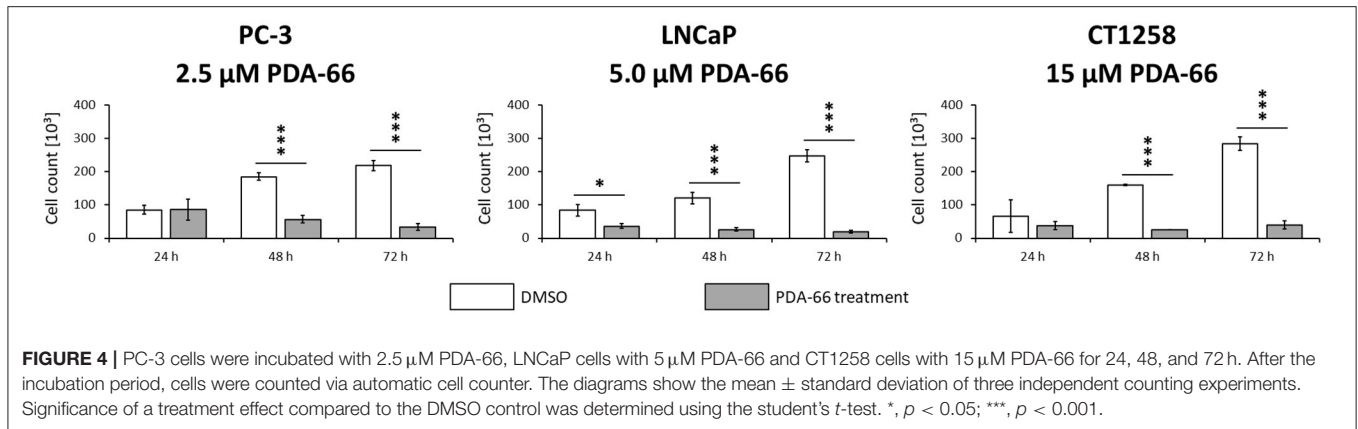 PC-3
2.5 µM PDA-66
LNCaP
5.0 µM PDA-66
CT1258
15 µM PDA-66
Cell count [10³]
400
300
200
100
0
***
***
24 h
48 h
72 h
Cell count [10³]
400
300
200
100
0
*
***
***
24 h
48 h
72 h
Cell count [10³]
400
300
200
100
0
***
***
24 h
48 h
72 h
DMSO
PDA-66 treatment
FIGURE 4 | PC-3 cells were incubated with 2.5 µM PDA-66, LNCaP cells with 5 µM PDA-66 and CT1258 cells with 15 µM PDA-66 for 24, 48, and 72 h. After the
incubation period, cells were counted via automatic cell counter. The diagrams show the mean ± standard deviation of three independent counting experiments.
Significance of a treatment effect compared to the DMSO control was determined using the student's t-test. *, p < 0.05; ***, p < 0.001.